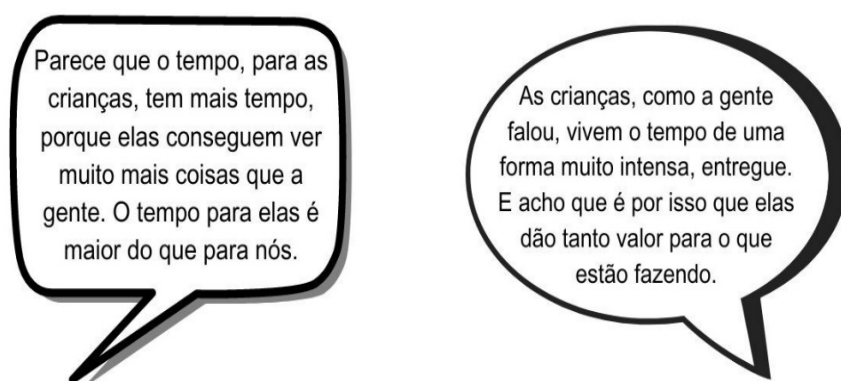 Parece que o tempo, para as
crianças, tem mais tempo,
porque elas conseguem ver
muito mais coisas que a
gente. O tempo para elas é
maior do que para nós.
As crianças, como a gente
falou, vivem o tempo de uma
forma muito intensa, entregue.
E acho que é por isso que elas
dão tanto valor para o que
estão fazendo.